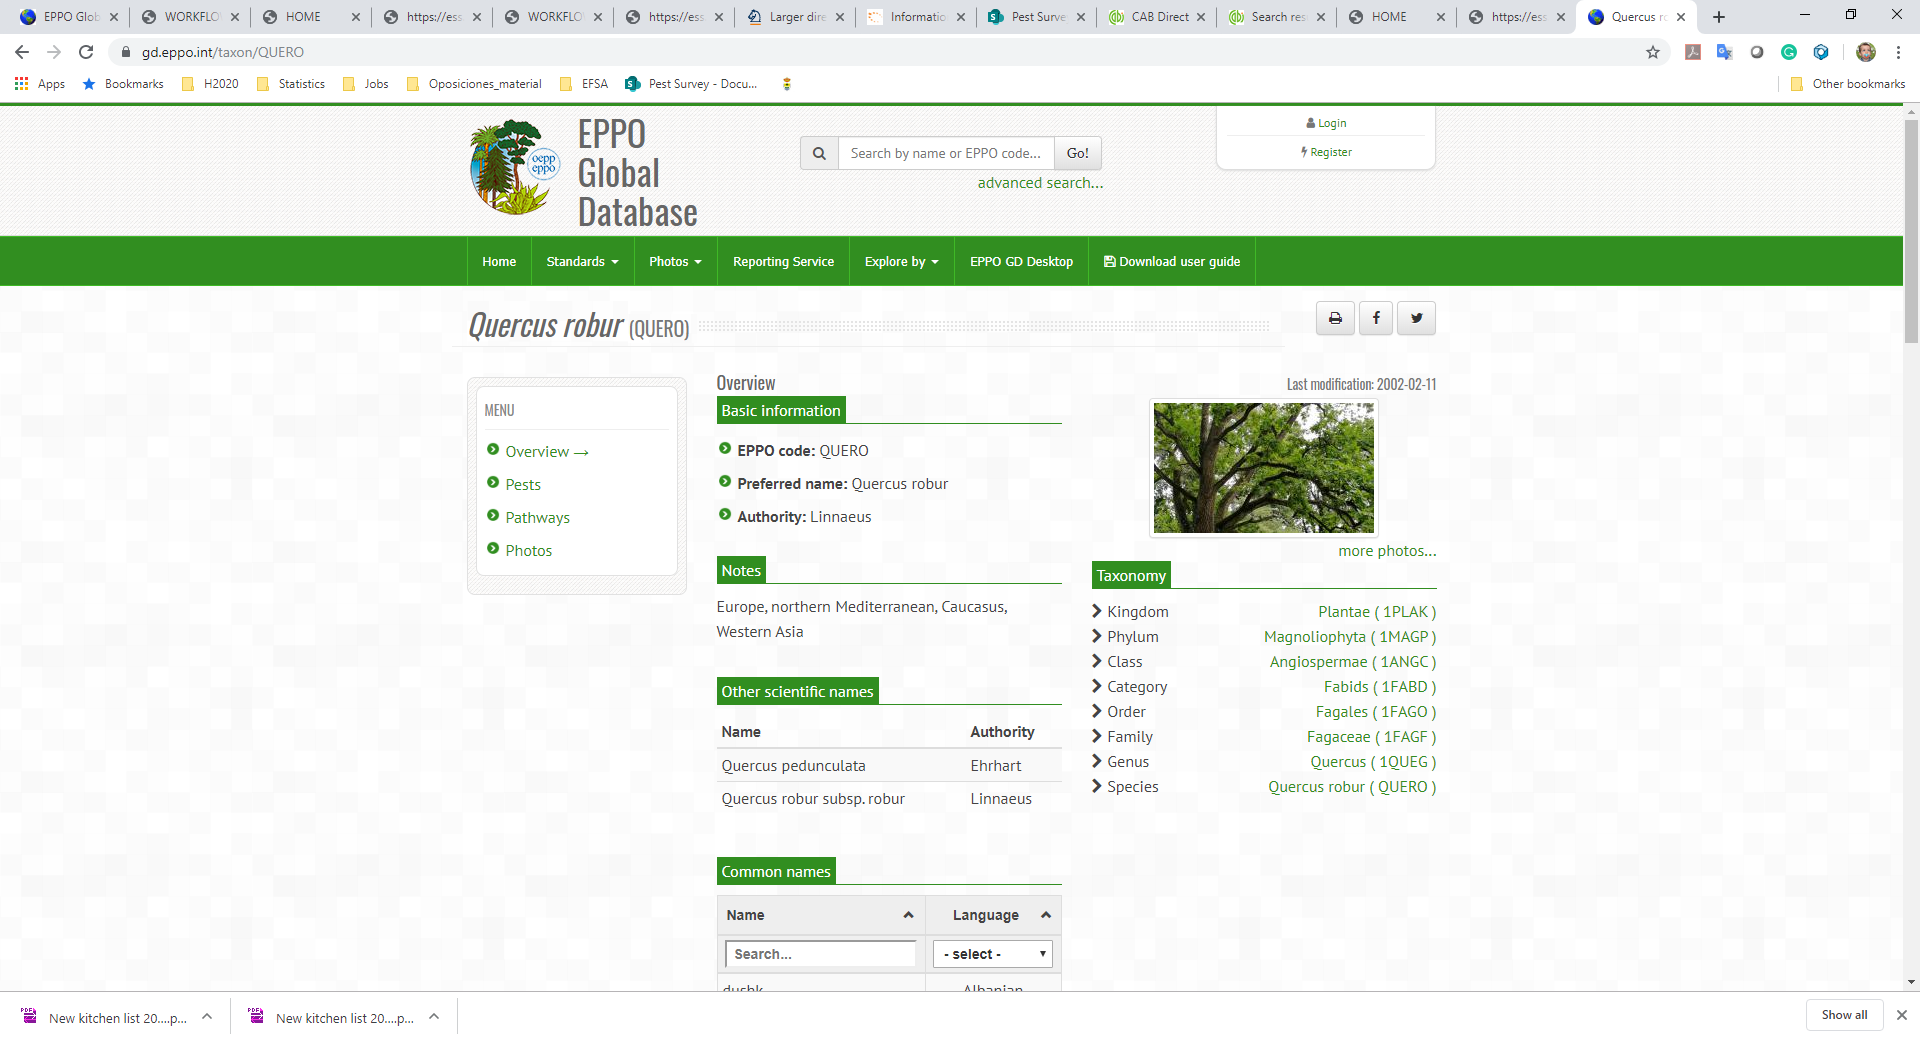 EPPO Glob
WORKFLO
HOME
https://ess
WORKFLO
https://ess
Larger dire
Informatio
Pest Surve
CAB Direct
Search res
HOME
https://ess
Quercus ro
gd.eppo.int/taxon/QUERO
Apps
Bookmarks
H2020
Statistics
Jobs
Oposiciones_material
EFSA
Pest Survey - Docu...
Other bookmarks
oepp
eppo
EPPO
Global
Database
Search by name or EPPO code...
Go!
advanced search...
Login
Register
Home
Standards
Photos
Reporting Service
Explore by
EPPO GD Desktop
Download user guide
Quercus robur (QUERO)
MENU
Overview →
Pests
Pathways
Photos
Overview
Basic information
EPPO code: QUERO
Preferred name: Quercus robur
Authority: Linnaeus
Notes
Europe, northern Mediterranean, Caucasus,
Western Asia
Other scientific names
Name Authority
Quercus pedunculata Ehrhart
Quercus robur subsp. robur Linnaeus
Common names
Name Language
Search... - select -
dushk Albanian
Last modification: 2002-02-11
more photos...
Taxonomy
Kingdom Plantae ( 1PLAK )
Phylum Magnoliophyta ( 1MAGP )
Class Angiospermae ( 1ANGC )
Category Fabids ( 1FABD )
Order Fagales ( 1FAGO )
Family Fagaceae ( 1FAGF )
Genus Quercus ( 1QUEG )
Species Quercus robur ( QUERO )
New kitchen list 20....p...
New kitchen list 20....p...
Show all